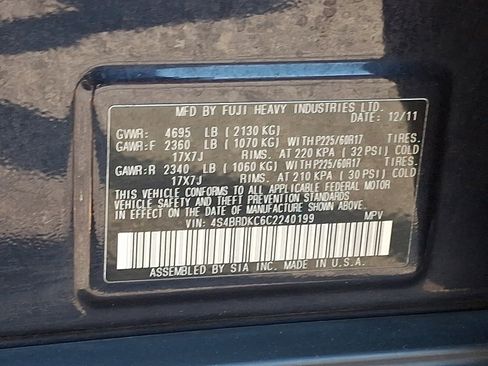 MFD BY FUJI HEAVY INDUSTRIES LTD.
DATE: 12/11
GVWR: 4695 LB (2130 KG)
GAWR:F 2360 LB (1070 KG) WITH P225/60R17 TIRES.
17X7J RIMS. AT 220 KPA (32 PSI) COLD
GAWR:R 2340 LB (1060 KG) WITH P225/60R17 TIRES.
17X7J RIMS. AT 210 KPA (30 PSI) COLD
THIS VEHICLE CONFORMS TO ALL APPLICABLE FEDERAL MOTOR
VEHICLE SAFETY AND THEFT PREVENTION STANDARDS
IN EFFECT ON THE DATE OF MANUFACTURE SHOWN ABOVE.
VIN: 4S4BRDKC6C2240199 MPV
ASSEMBLED BY SIA INC. MADE IN U.S.A.